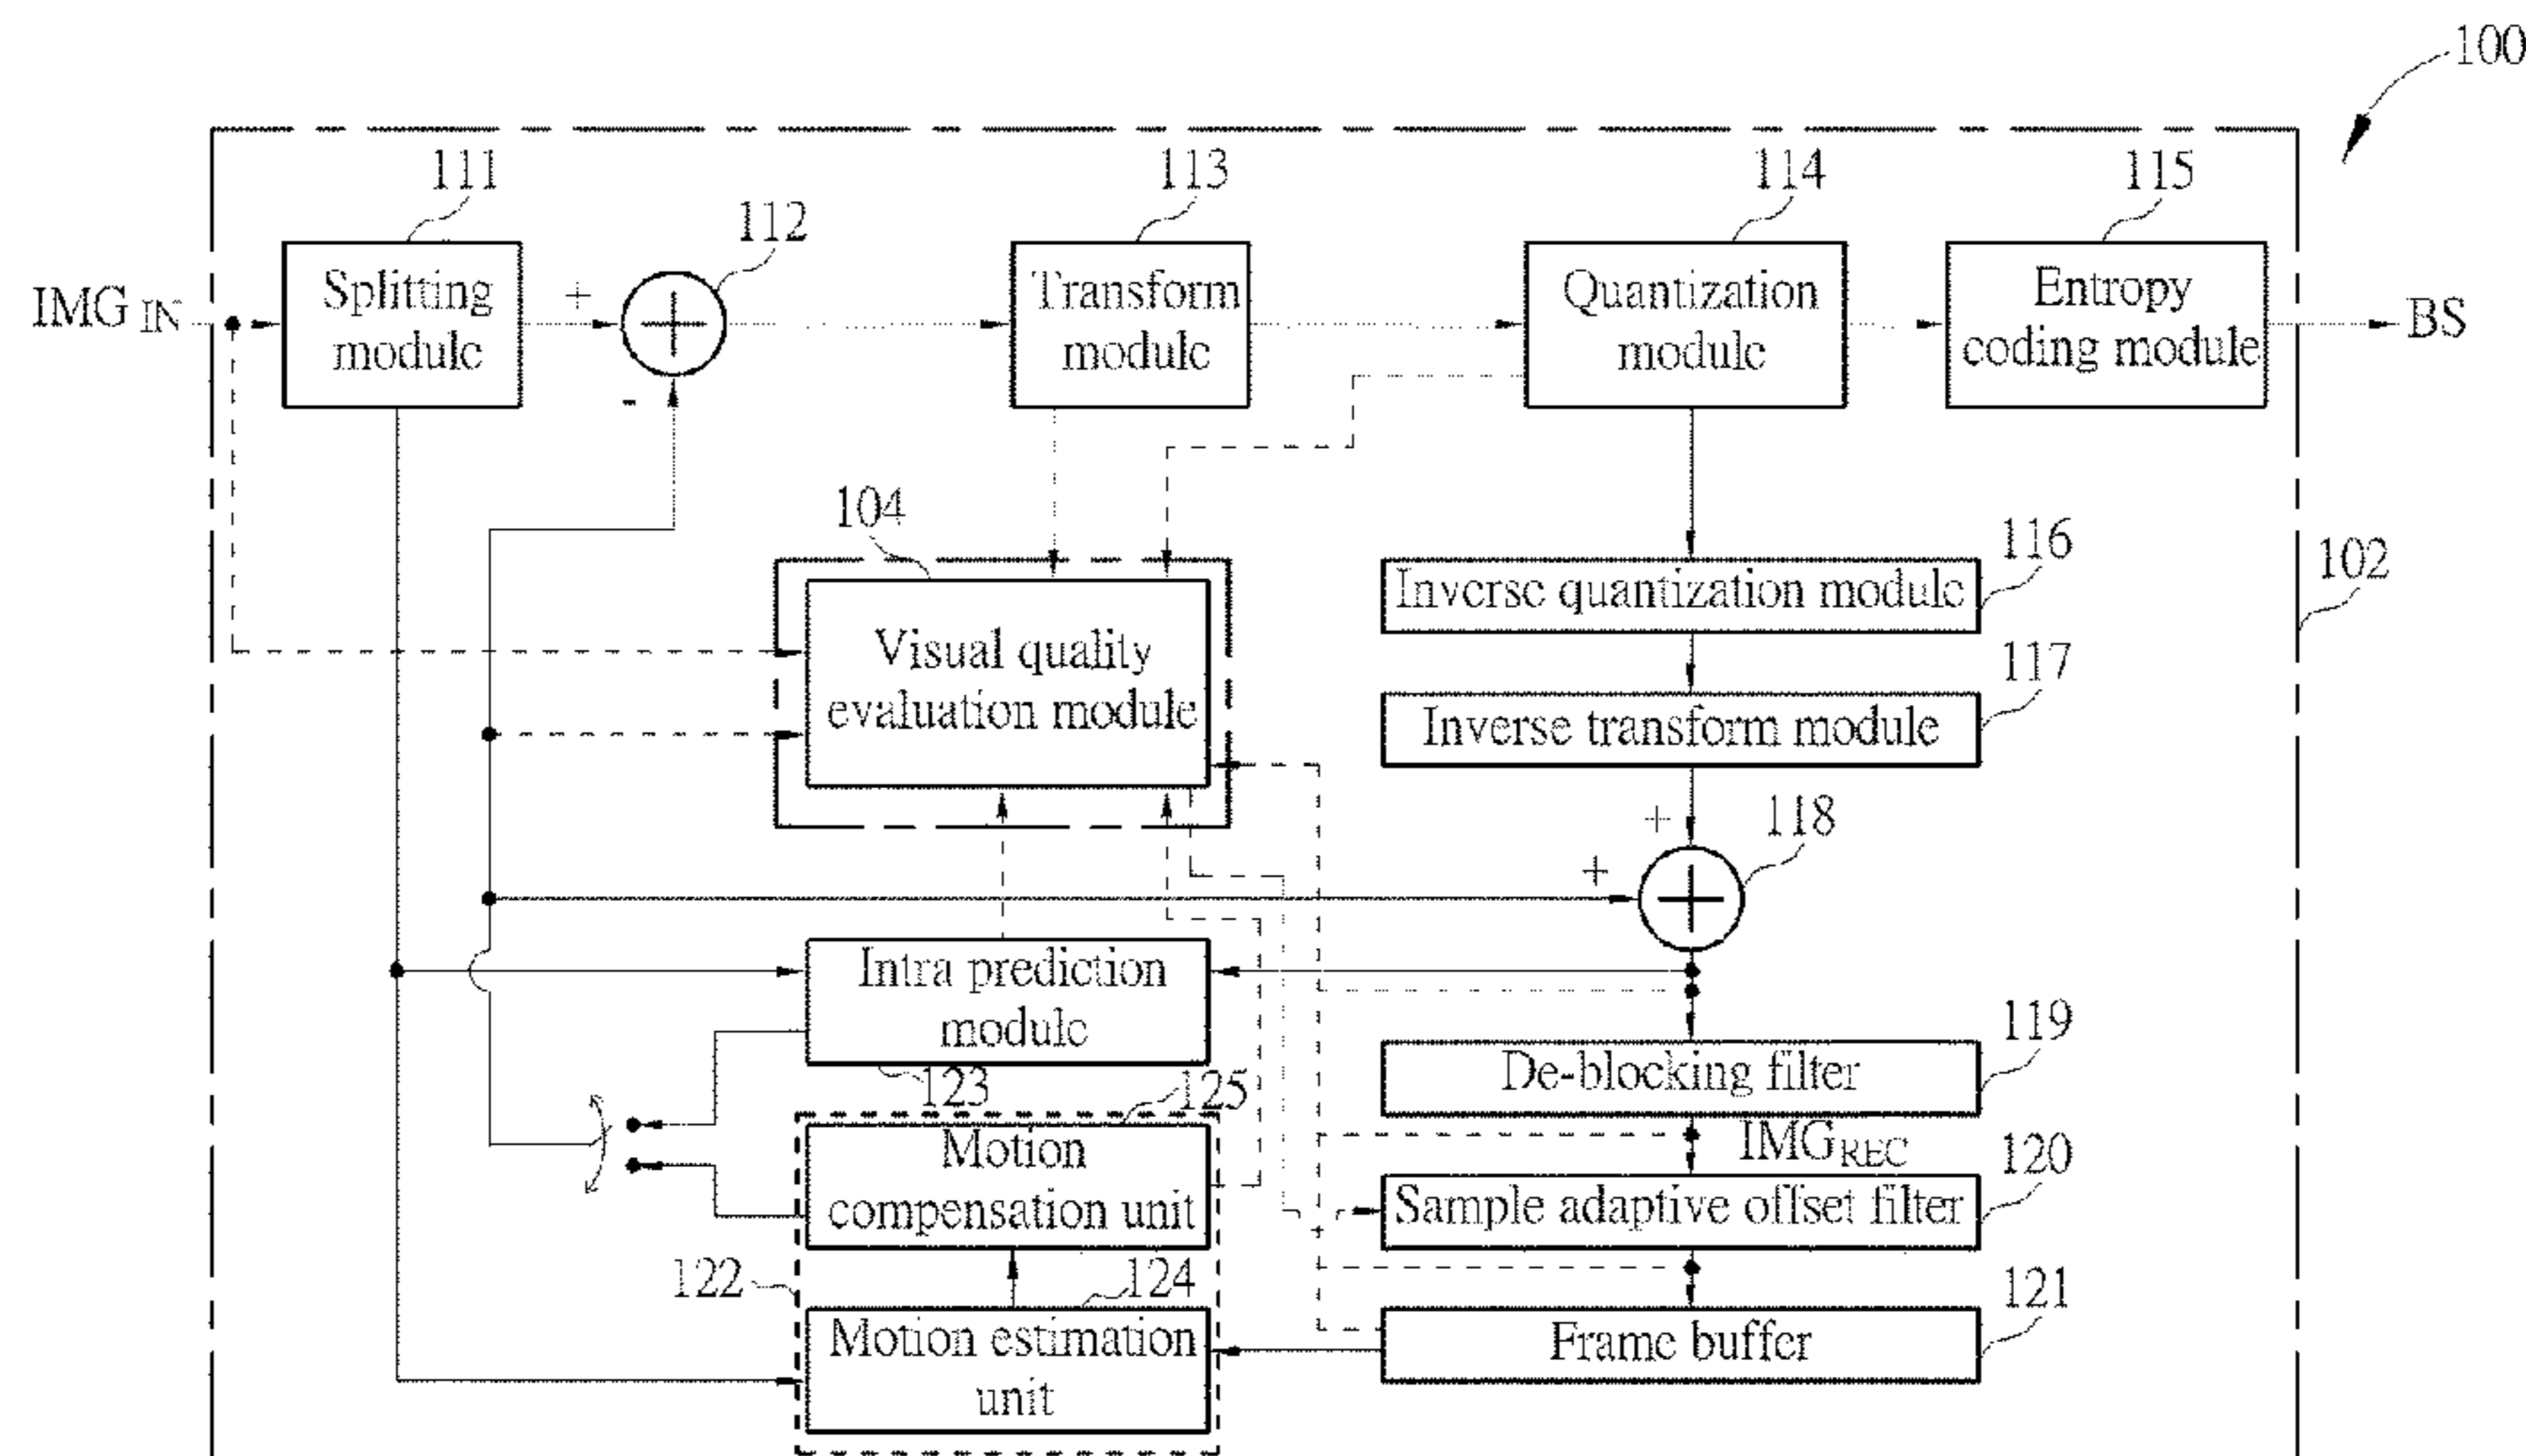 100
111
112
113
114
115
IMG IN
Splitting
module
+
-
Transform
module
Quantization
module
Entropy
coding module
BS
104
Visual quality
evaluation module
116
Inverse quantization module
102
117
Inverse transform module
+
118
+
Intra prediction
module
123
119
De-blocking filter
125
Motion
compensation unit
IMGREC
120
Sample adaptive offset filter
122
124
Motion estimation
unit
121
Frame buffer